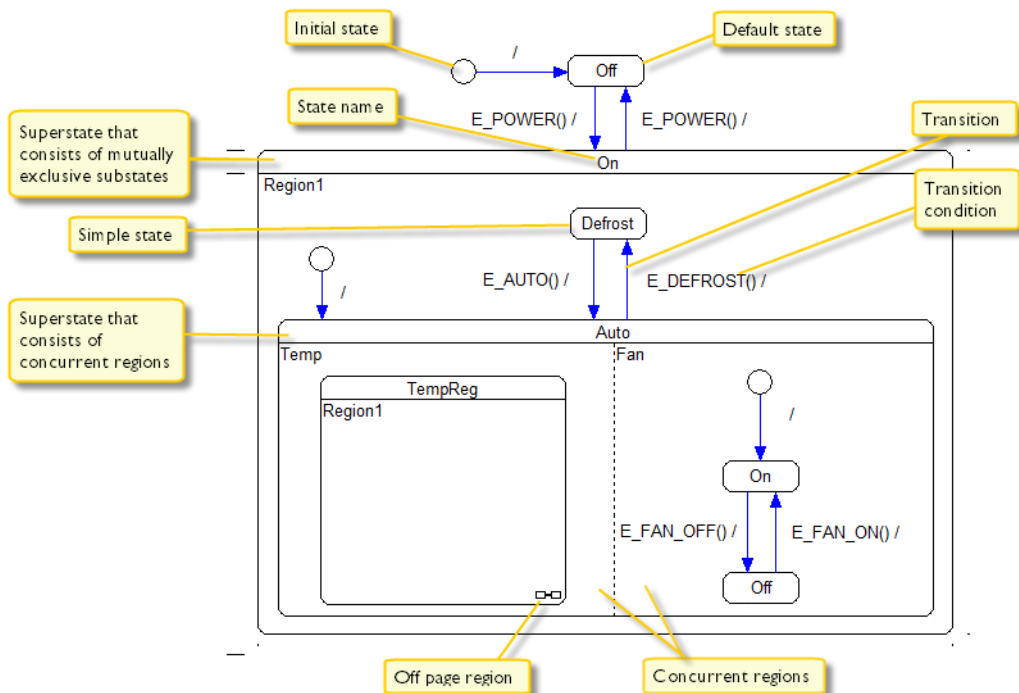 Initial state
Default state
/
Off
State name
E_POWER() /
E_POWER() /
Transition
Superstate that
consists of mutually
exclusive substates
On
Region1
Transition
condition
Simple state
Defrost
E_AUTO() /
E_DEFROST() /
/
Superstate that
consists of
concurrent regions
Auto
Temp
Fan
TempReg
Region1
/
On
E_FAN_OFF() /
E_FAN_ON() /
Off
Off page region
Concurrent regions